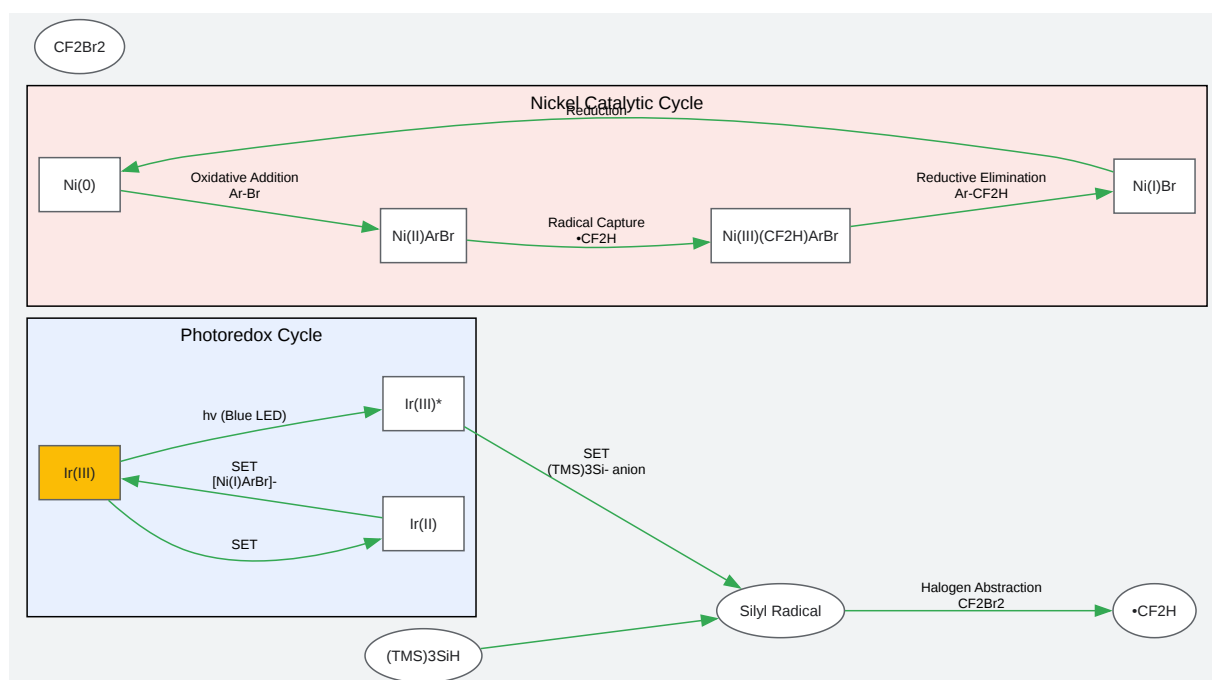 CF2Br2
Nickel Catalytic Cycle
Reduction
Ni(0)
Oxidative Addition
Ar-Br
Ni(II)ArBr
Radical Capture
•CF2H
Ni(III)(CF2H)ArBr
Reductive Elimination
Ar-CF2H
Ni(I)Br
Photoredox Cycle
Ir(III)
hv (Blue LED)
Ir(III)*
SET
[Ni(I)ArBr]-
Ir(II)
SET
SET
(TMS)3Si- anion
(TMS)3SiH
Silyl Radical
Halogen Abstraction
CF2Br2
•CF2H